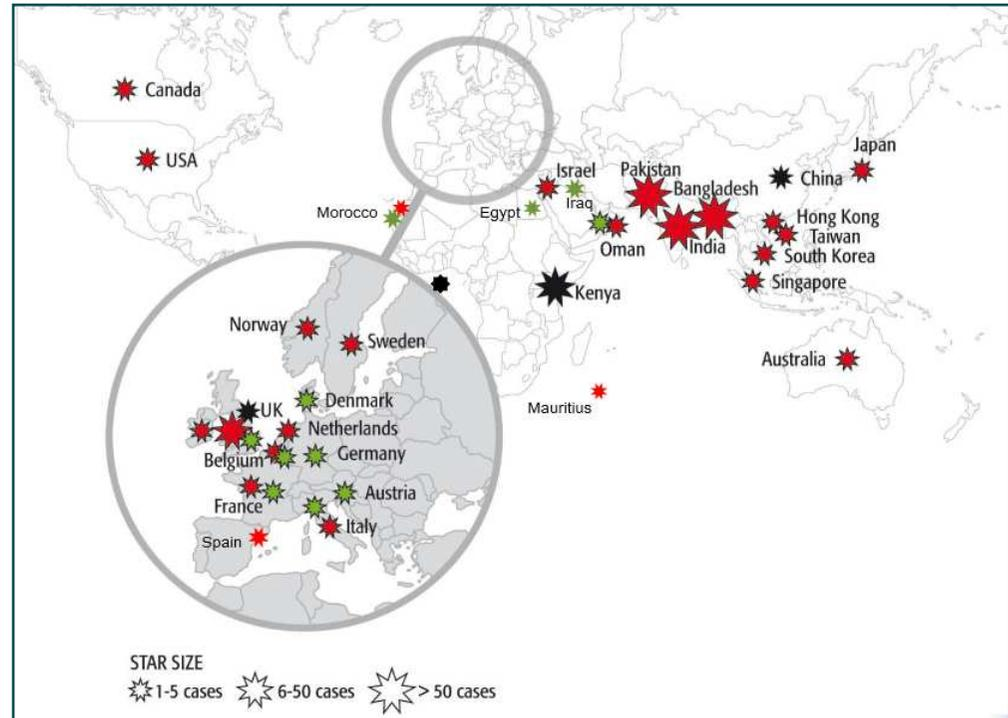 Canada
USA
Japan
Israel
Pakistan
China
Bangladesh
Iraq
Morocco
Egypt
Hong Kong
Taiwan
Oman
India
South Korea
Singapore
Kenya
Norway
Sweden
Australia
Denmark
Mauritius
UK
Netherlands
Belgium
Germany
Austria
France
Italy
Spain
STAR SIZE
1-5 cases 6-50 cases > 50 cases